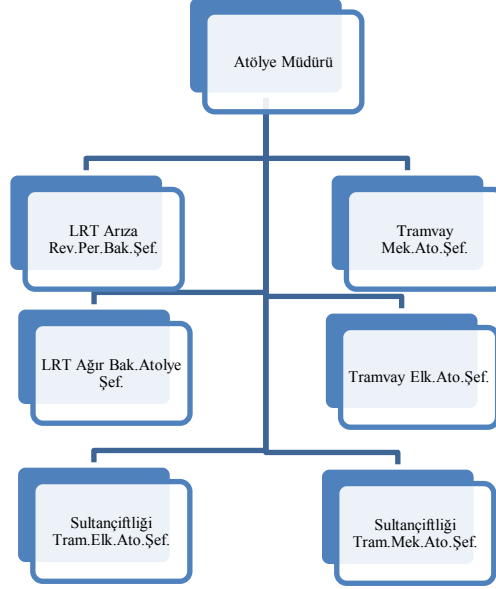 Atölye Müdürü
LRT Arıza
Rev.Per.Bak.Şef.
Tramvay
Mek.Ato.Şef.
LRT Ağır Bak.Atolye
Şef.
Tramvay Elk.Ato.Şef.
Sultançiftliği
Tram.Elk.Ato.Şef.
Sultançiftliği
Tram.Mek.Ato.Şef.